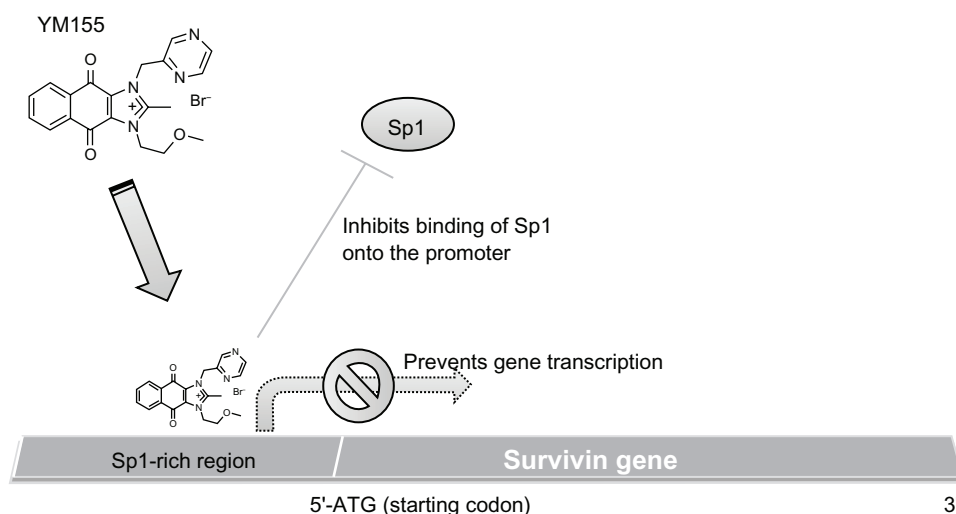 YM155
O
N
N
N
N
+
Br-
O
O
Sp1
Inhibits binding of Sp1
onto the promoter
O
N
N
N
N
+
Br-
O
O
Prevents gene transcription
Sp1-rich region
Survivin gene
5'-ATG (starting codon)
3